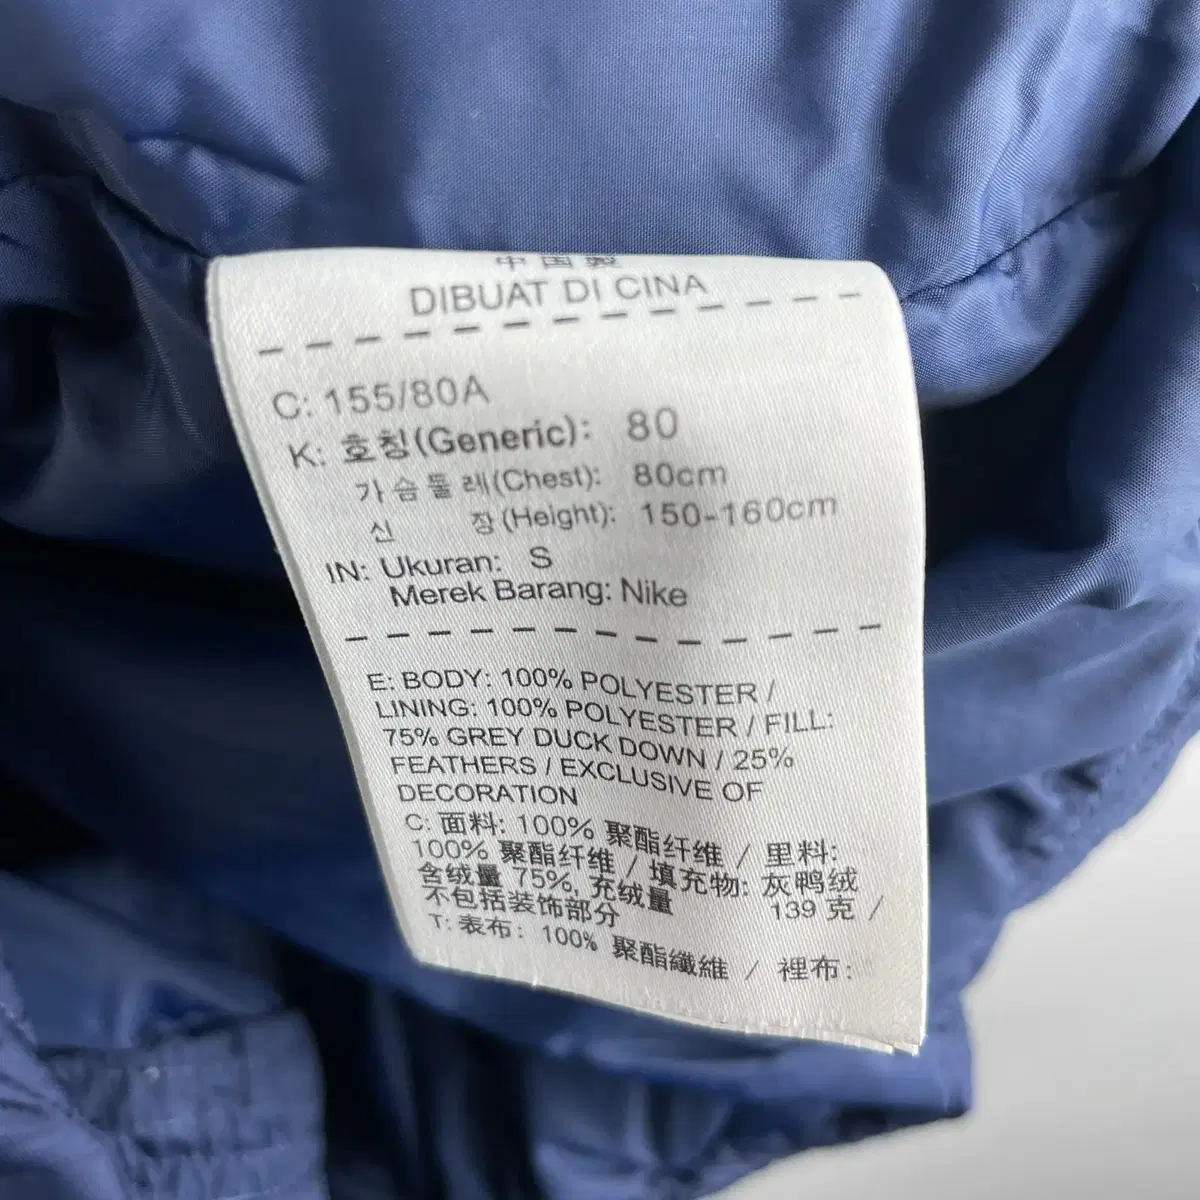 中国製
DIBUAT DI CINA
C: 155/80A
K: 호칭(Generic): 80
가슴둘레(Chest): 80cm
신 장(Height): 150-160cm
IN: Ukuran: S
Merek Barang: Nike
E: BODY: 100% POLYESTER /
LINING: 100% POLYESTER / FILL:
75% GREY DUCK DOWN / 25%
FEATHERS / EXCLUSIVE OF
DECORATION
C: 面料: 100% 聚酯纤维 / 里料:
100% 聚酯纤维 / 填充物: 灰鸭绒
含绒量 75%, 充绒量 139 克 /
不包括装饰部分
T: 表布: 100% 聚酯纖維 / 裡布: